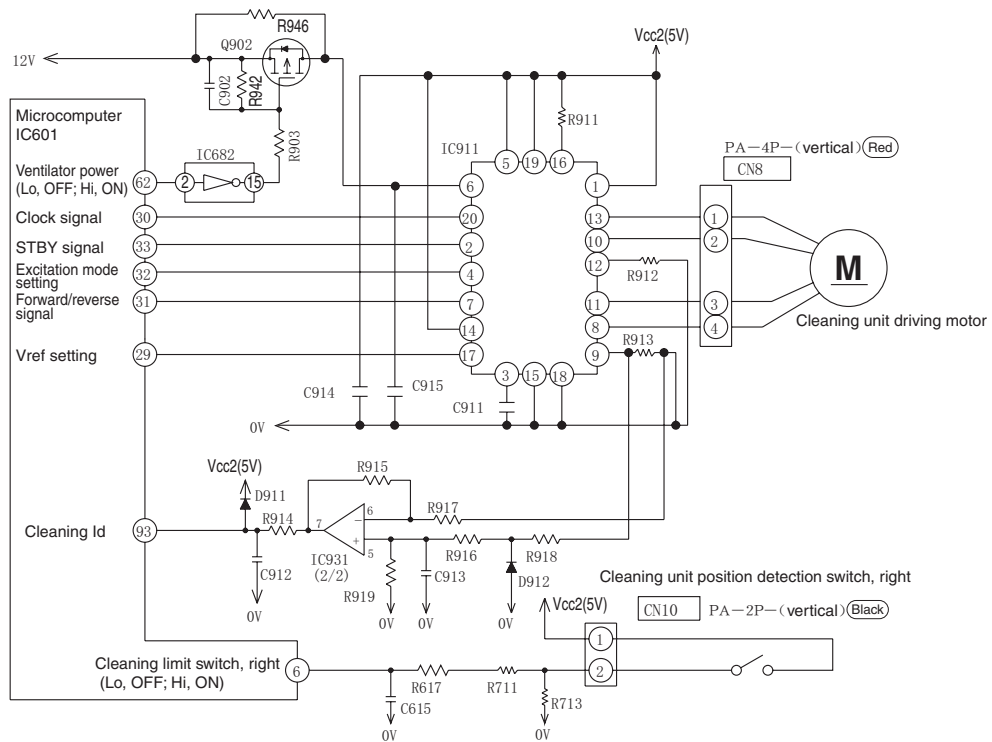 R946
Vcc2(5V)
12V
Q902
C902
R942
R903
R911
Microcomputer
IC601
IC682
IC911
PA-4P-(vertical) Red
CN8
Ventilator power
(Lo, OFF; Hi, ON)
62
2
15
5
19
16
6
1
Clock signal
30
20
13
1
STBY signal
33
2
10
2
Excitation mode
setting
32
4
12
R912
M
Forward/reverse
signal
31
7
11
3
14
8
4
Cleaning unit driving motor
Vref setting
29
17
9
R913
3
15
18
C914
C915
C911
0V
Vcc2(5V)
R915
D911
R914
7
6
−
R917
Cleaning Id
93
+
5
IC931
(2/2)
R916
R918
C912
R919
C913
D912
Cleaning unit position detection switch, right
0V
0V
0V
0V
Vcc2(5V)
CN10
PA-2P-(vertical) Black
1
Cleaning limit switch, right
(Lo, OFF; Hi, ON)
6
2
R617
R711
R713
C615
0V
0V